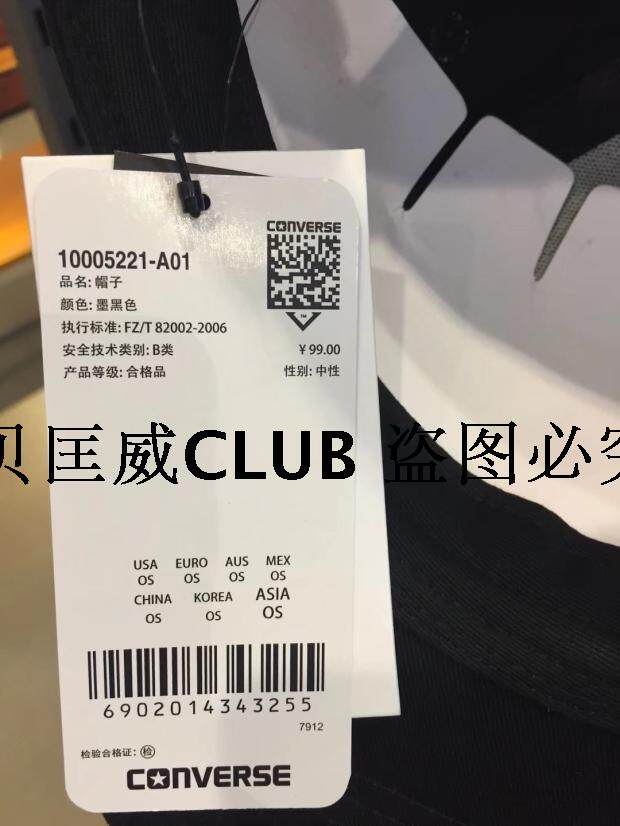 CONVERSE
10005221-A01
品名: 帽子
颜色: 墨黑色
执行标准: FZ/T 82002-2006
安全技术类别: B类 ¥99.00
产品等级: 合格品 性别: 中性
贝匡威CLUB 盗图必究
USA EURO AUS MEX
OS OS OS OS
CHINA KOREA ASIA
OS OS OS
6902014343255
7912
检验合格证: 检
CONVERSE